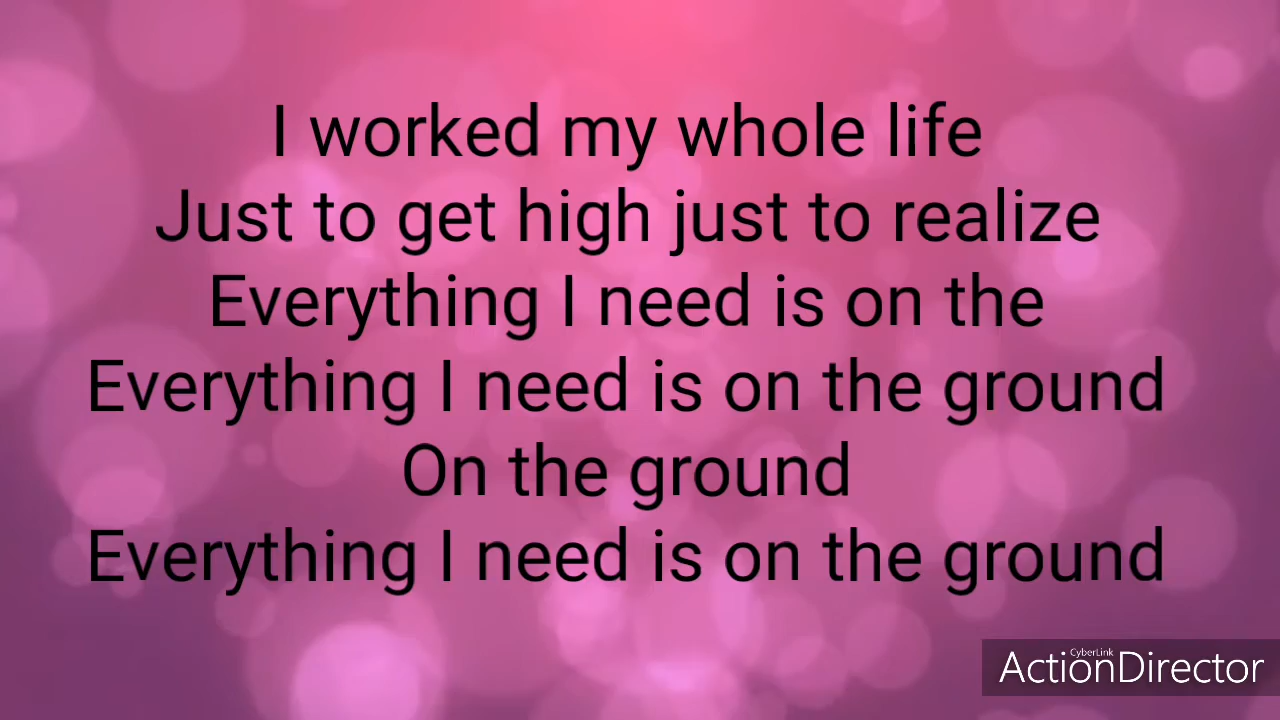 I worked my whole life
Just to get high just to realize
Everything I need is on the
Everything I need is on the ground
On the ground
Everything I need is on the ground
CyberLink
ActionDirector